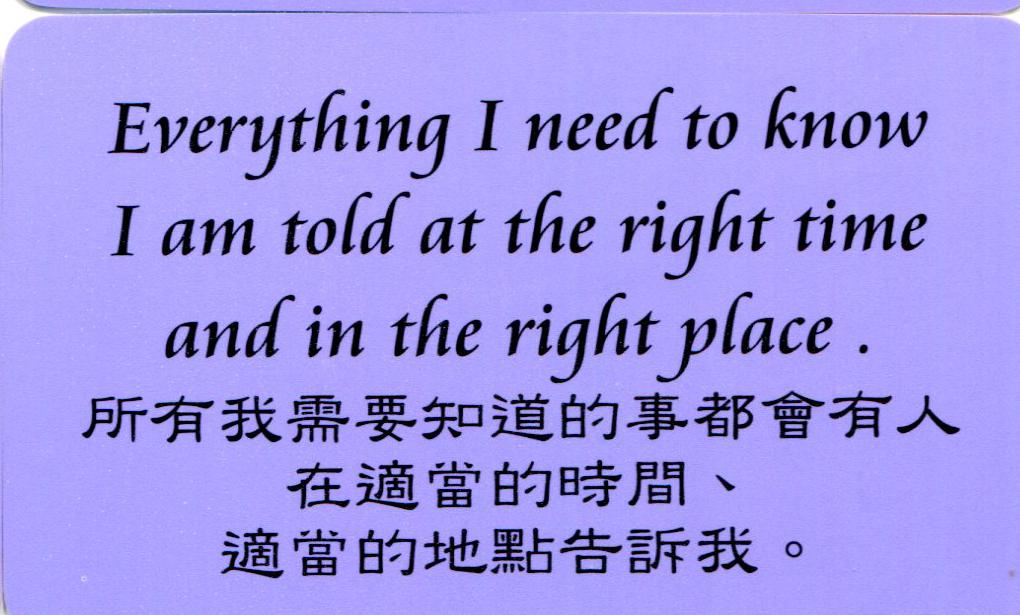 Everything I need to know
I am told at the right time
and in the right place .
所有我需要知道的事都會有人
在適當的時間、
適當的地點告訴我。